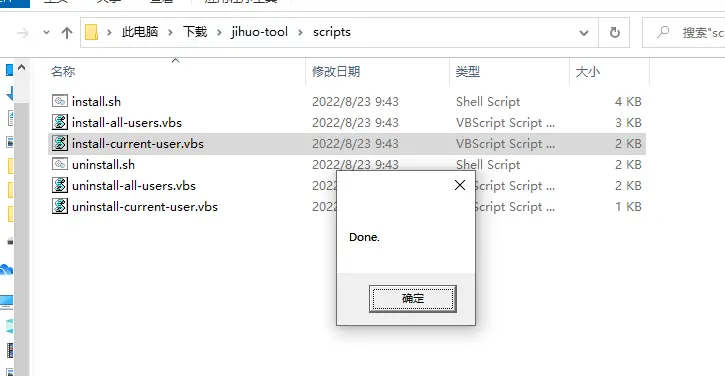 此电脑 > 下载 > jihuo-tool > scripts
搜索"sc
名称 修改日期 类型 大小
install.sh 2022/8/23 9:43 Shell Script 4 KB
install-all-users.vbs 2022/8/23 9:43 VBScript Script ... 3 KB
install-current-user.vbs 2022/8/23 9:43 VBScript Script ... 2 KB
uninstall.sh 2022/8/23 9:43 Shell Script 2 KB
uninstall-all-users.vbs 2022 Script Script ... 2 KB
uninstall-current-user.vbs 2022 Script Script ... 1 KB
Done.
确定